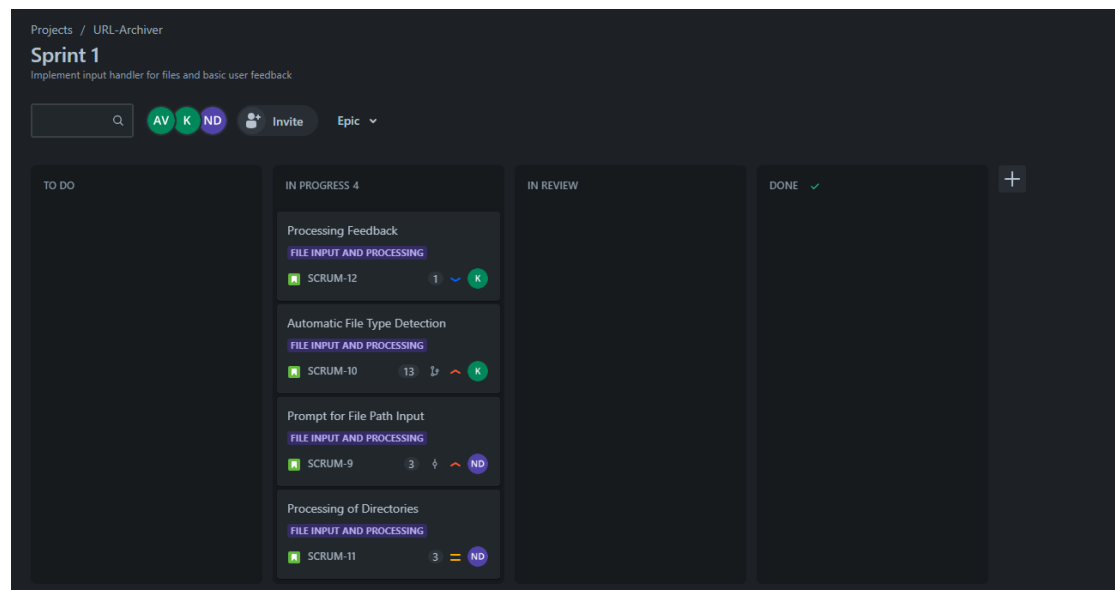 Projects / URL-Archiver
Sprint 1
Implement input handler for files and basic user feedback
AV K ND Invite Epic
TO DO
IN PROGRESS 4
IN REVIEW
DONE
Processing Feedback
FILE INPUT AND PROCESSING
SCRUM-12 1 K
Automatic File Type Detection
FILE INPUT AND PROCESSING
SCRUM-10 13 K
Prompt for File Path Input
FILE INPUT AND PROCESSING
SCRUM-9 3 ND
Processing of Directories
FILE INPUT AND PROCESSING
SCRUM-11 3 ND